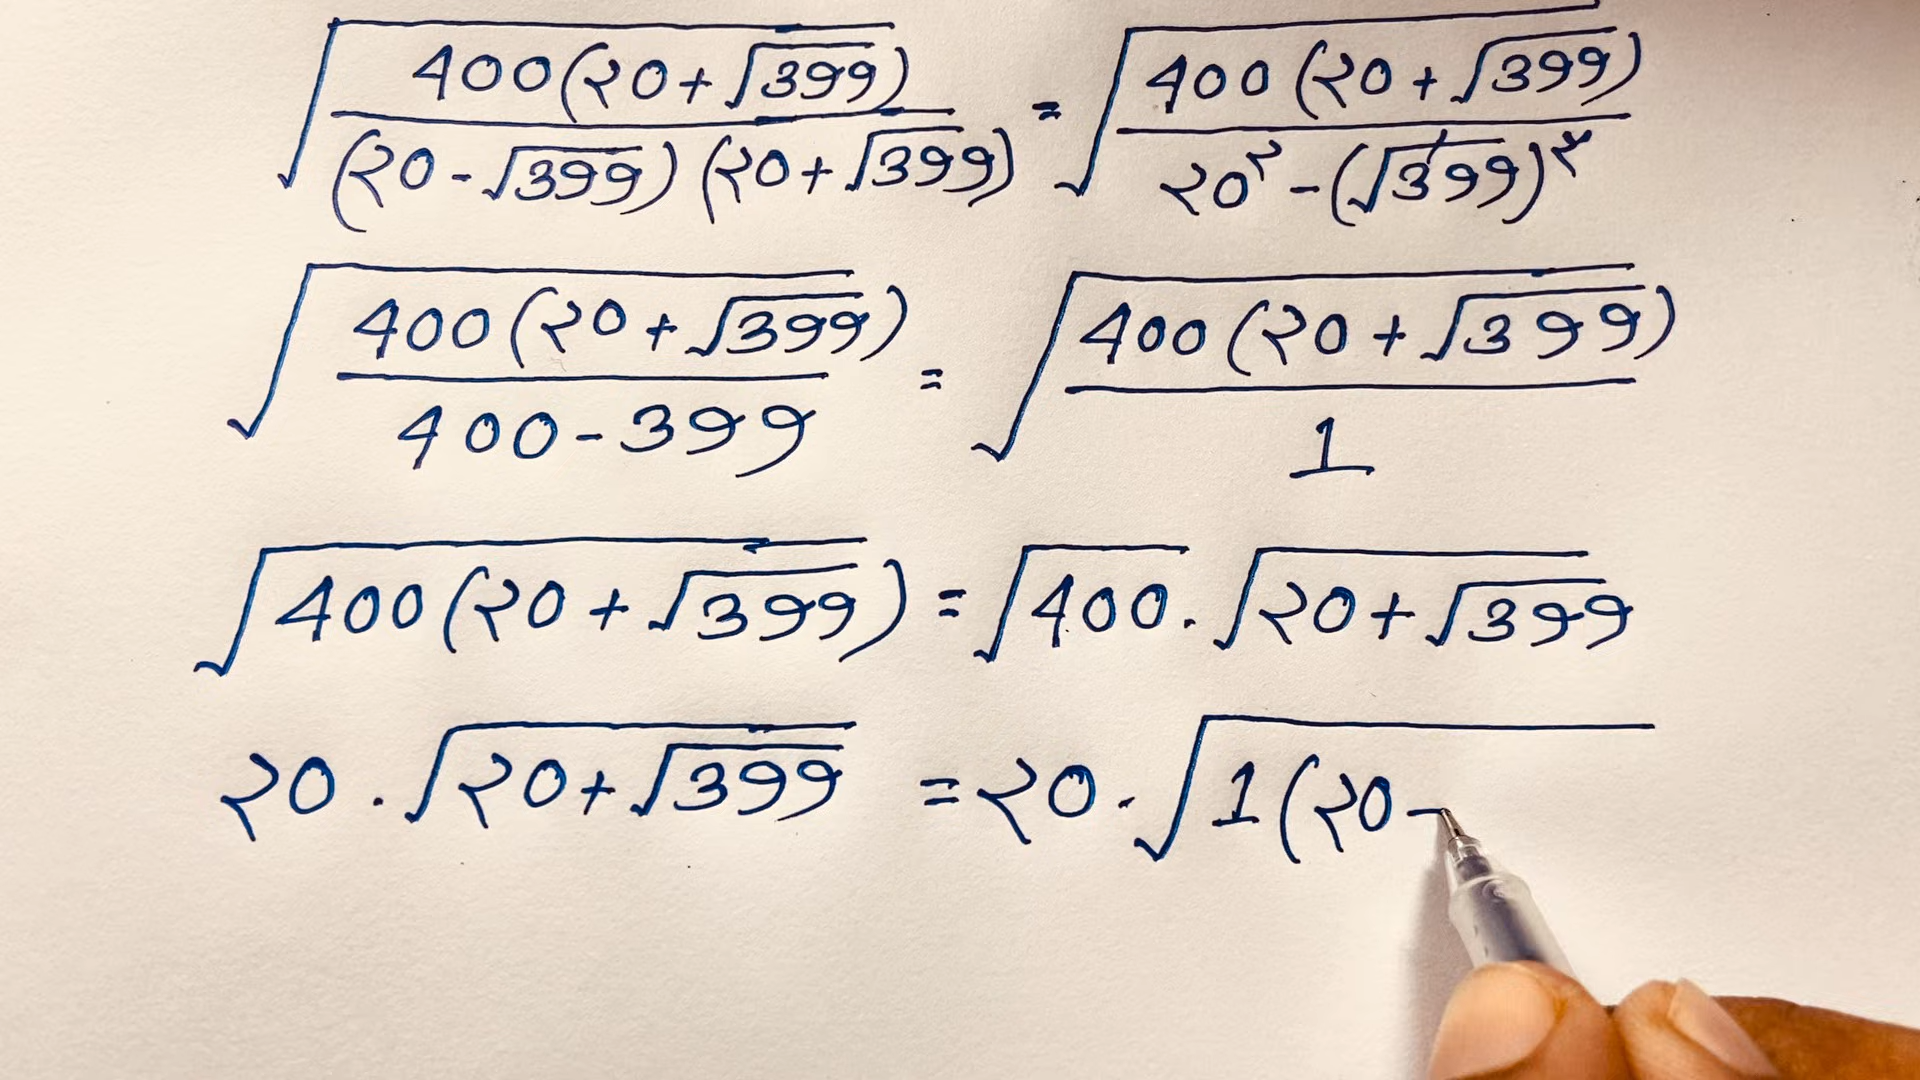 √(400(20+√399) / (20-√399)(20+√399)) = √(400(20+√399) / 20² - (√399)²)
√(400(20+√399) / 400-399) = √(400(20+√399) / 1)
√(400(20+√399)) = √400 . √(20+√399)
20 . √(20+√399) = 20 . √(1(20-